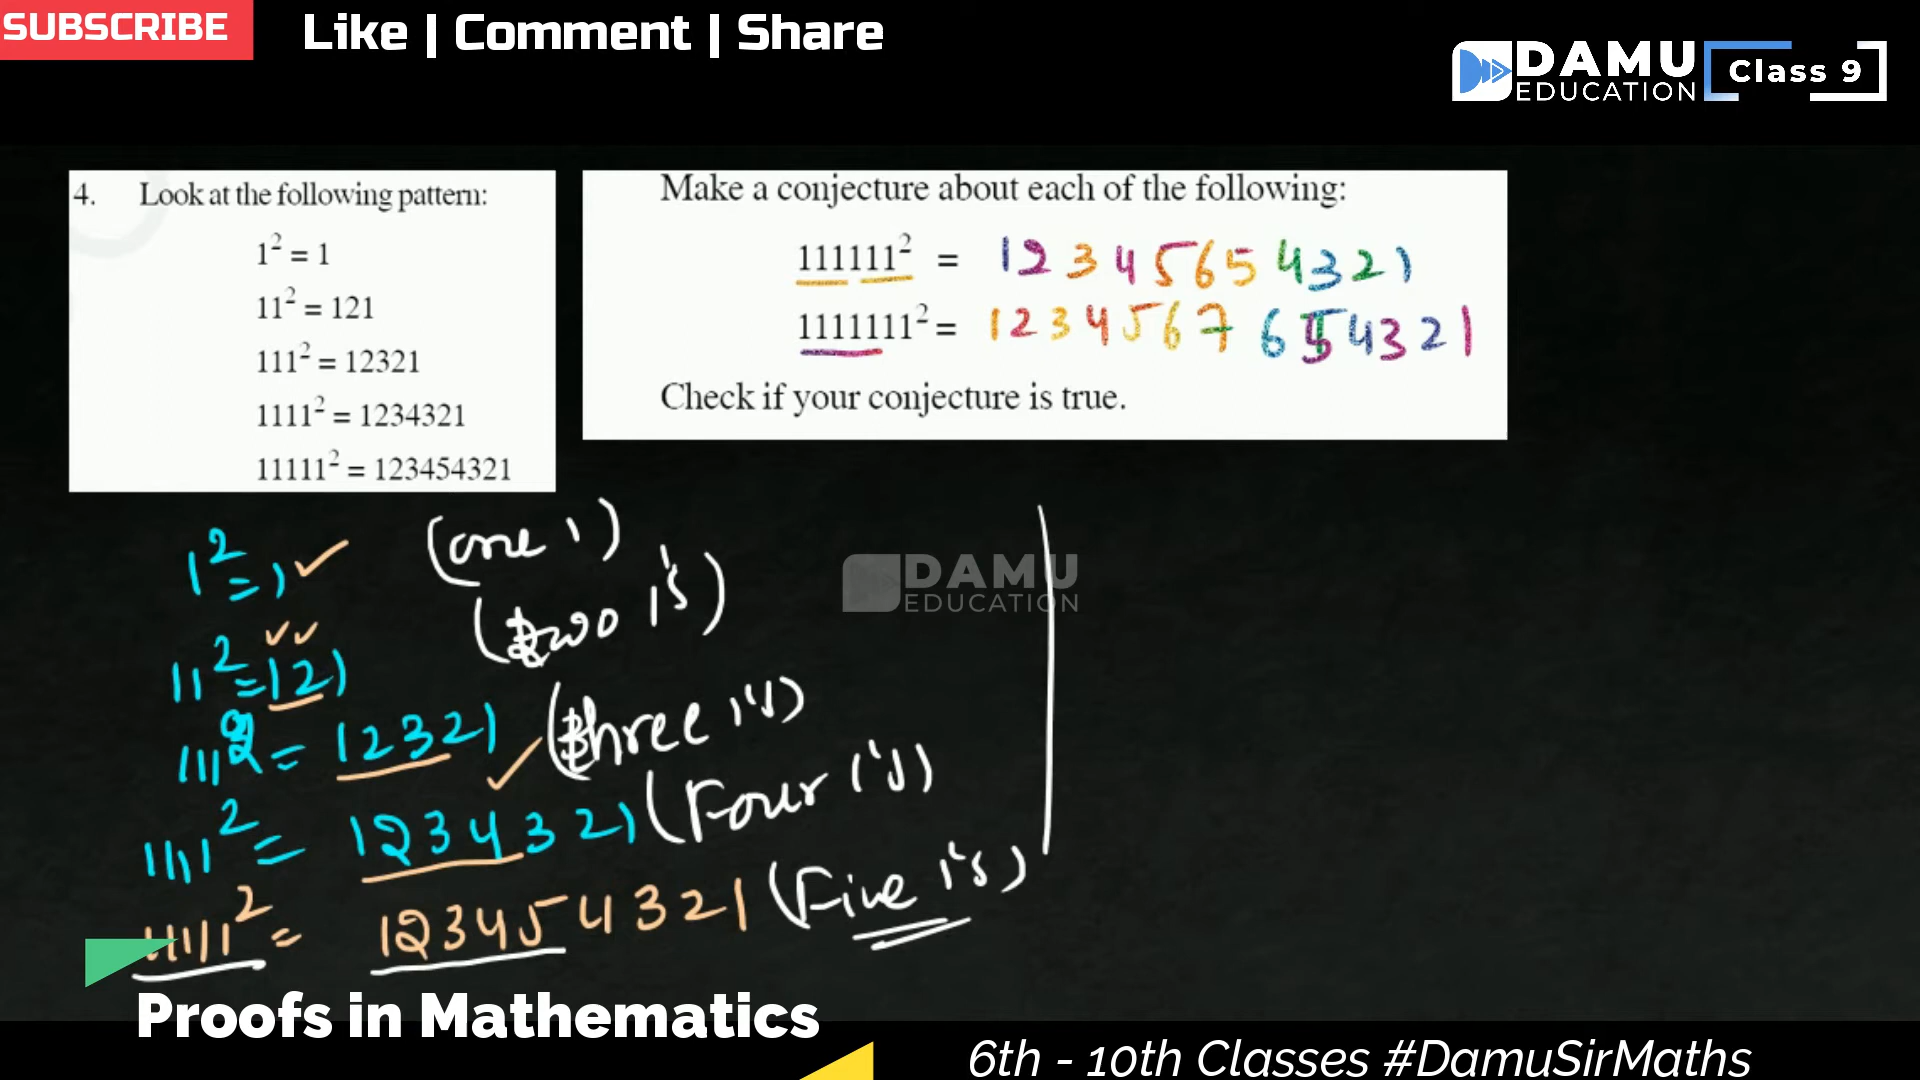 SUBSCRIBE
Like | Comment | Share
DAMU EDUCATION
Class 9
4. Look at the following pattern:
1² = 1
11² = 121
111² = 12321
1111² = 1234321
11111² = 123454321
Make a conjecture about each of the following:
111111² = 12345654321
1111111² = 1234567654321
Check if your conjecture is true.
1² = 1 (one 1)
11² = 121 (two 1's)
111² = 12321 (three 1's)
1111² = 1234321 (Four 1's)
11111² = 123454321 (Five 1's)
DAMU EDUCATION
Proofs in Mathematics
6th - 10th Classes #DamuSirMaths